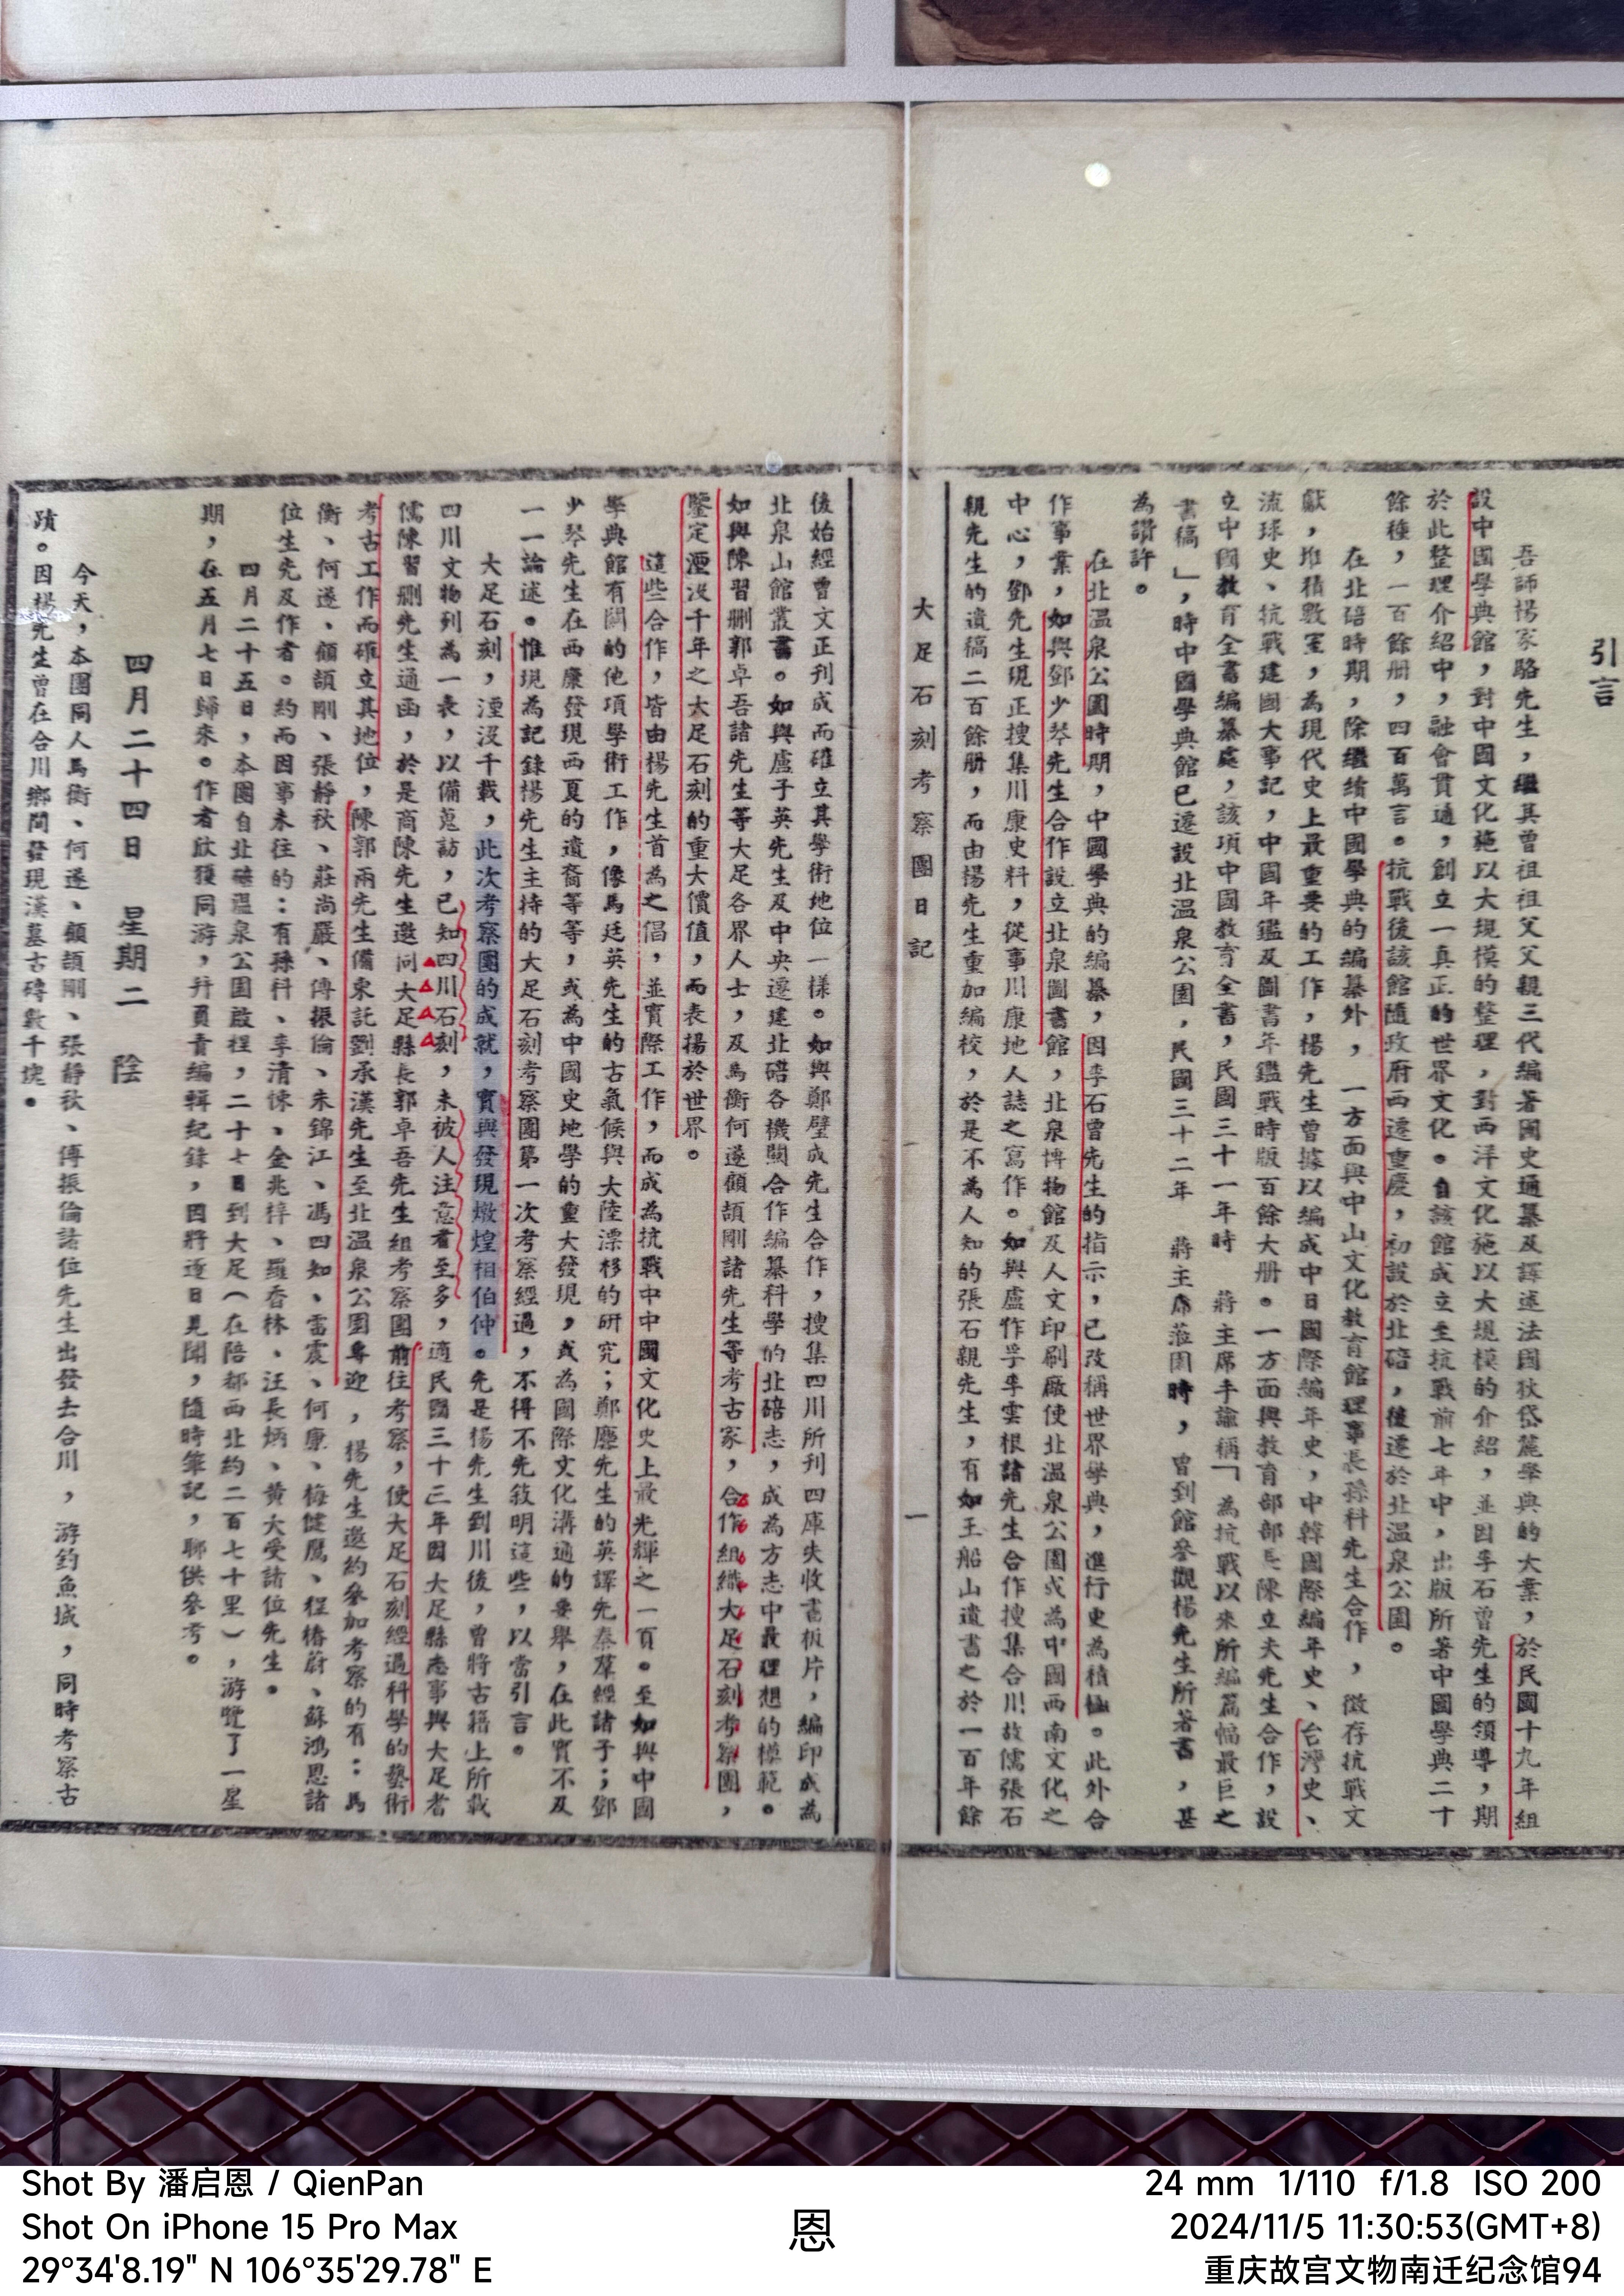 引言
吾師楊家駱先生，繼其曾祖祖父父親三代編著國史通纂及譯述法國狄岱麓學典的大業，於民國十九年組
設中國學典館，對中國文化施以大規模的整理，對西洋文化施以大規模的介紹，並因李石曾先生的領導，期
於此整理介紹中，融會貫通，創立一真正的世界文化。自該館成立至抗戰前七年中，出版所著中國學典二十
餘種，一百餘册，四百萬言。抗戰後該館隨政府西遷重慶，初設於北碚，後遷於北温泉公園。
在北碚時期，除繼續中國學典的編纂外，一方面與中山文化教育館理事長孫科先生合作，徵存抗戰文
獻，堆積數室，為現代史上最重要的工作，楊先生曾據以編成中日國際編年史，中韓國際編年史、台灣史、
流球史、抗戰建國大事記，中國年鑑及圖書年鑑戰時版百餘大册。一方面與教育部部長陳立夫先生合作，設
立中國教育全書編纂處，該項中國教育全書，民國三十一年時　蔣主席手諭稱「為抗戰以來所編篇幅最巨之
書稿」，時中國學典館已遷設北温泉公園，民國三十二年　蔣主席蒞園時，曾到館參觀楊先生所著書，甚
為讚許。
在北温泉公園時期，中國學典的編纂，因李石曾先生的指示，已改稱世界學典，進行更為積極。此外合
作事業，如與鄧少琴先生合作設立北泉圖書館，北泉博物館及人文印刷廠使北温泉公園成為中國西南文化之
中心，鄧先生現正搜集川康史料，從事川康地人誌之寫作。如與盧作孚李雲根諸先生合作搜集合川故儒張石
親先生的遺稿二百餘册，而由楊先生重加編校，於是不為人知的張石親先生，有如王船山遺書之於一百年餘
大足石刻考察團日記
一
後始經曾文正刊成而確立其學術地位一樣。如與鄭璧成先生合作，搜集四川所刊四庫失收書板片，編印成為
北泉山館叢書。如與盧子英先生及中央遷建北碚各機關合作編纂科學的北碚志，成為方志中最理想的模範。
如與陳習删郭卓吾諸先生等大足各界人士，及馬衡何遂顧頡剛諸先生等考古家，合作組織大足石刻考察團，
鑒定湮沒千年之大足石刻的重大價值，而表揚於世界。
這些合作，皆由楊先生首為之倡，並實際工作，而成為抗戰中中國文化史上最光輝之一頁。至如與中國
學典館有關的他項學術工作，像馬廷英先生的古氣候與大陸漂移的研究；鄭麐先生的英譯先秦羣經諸子；鄧
少琴先生在西康發現西夏的遺裔等等，或為中國史地學的重大發現，或為國際文化溝通的要舉，在此實不及
一一論述。惟現為記錄楊先生主持的大足石刻考察團第一次考察經過，不得不先敘明這些，以當引言。
大足石刻，湮沒千載，此次考察團的成就，實與發現燉煌相伯仲。先是楊先生到川後，曾將古籍上所載
四川文物列為一表，以備蒐訪，已知四川石刻，未被人注意者至多，適民國三十三年因大足縣志事與大足耆
儒陳習删先生通函，於是商陳先生邀同大足縣長郭卓吾先生組考察團前往考察，使大足石刻經過科學的藝術
考古工作而確立其地位，陳郭兩先生備柬託劉承漢先生至北温泉公園專迎，楊先生邀約參加考察的有：馬
衡、何遂、顧頡剛、張靜秋、莊尚嚴、傅振倫、朱錦江、馮四知、雷震、何康、梅健鷹、程椿蔚、蘇鴻恩諸
位先生及作者。約而因事未往的：有孫科、李清悚、金兆梓、羅香林、汪長炳、黄大受諸位先生。
四月二十五日，本團自北碚温泉公園啟程，二十七日到大足（在陪都西北約二百七十里），游覽了一星
期，在五月七日歸來。作者欣獲同游，并負責編輯紀錄，因將逐日見聞，隨時筆記，聊供參考。
四月二十四日　星期二　陰
今天，本團同人馬衡、何遂、顧頡剛、張靜秋、傅振倫諸位先生出發去合川，游釣魚城，同時考察古
蹟。因楊先生曾在合川鄉間發現漢墓古磚數千塊。
Shot By 潘启恩 / QienPan
Shot On iPhone 15 Pro Max
29°34'8.19" N 106°35'29.78" E
恩
24 mm 1/110 f/1.8 ISO 200
2024/11/5 11:30:53(GMT+8)
重庆故宫文物南迁纪念馆94